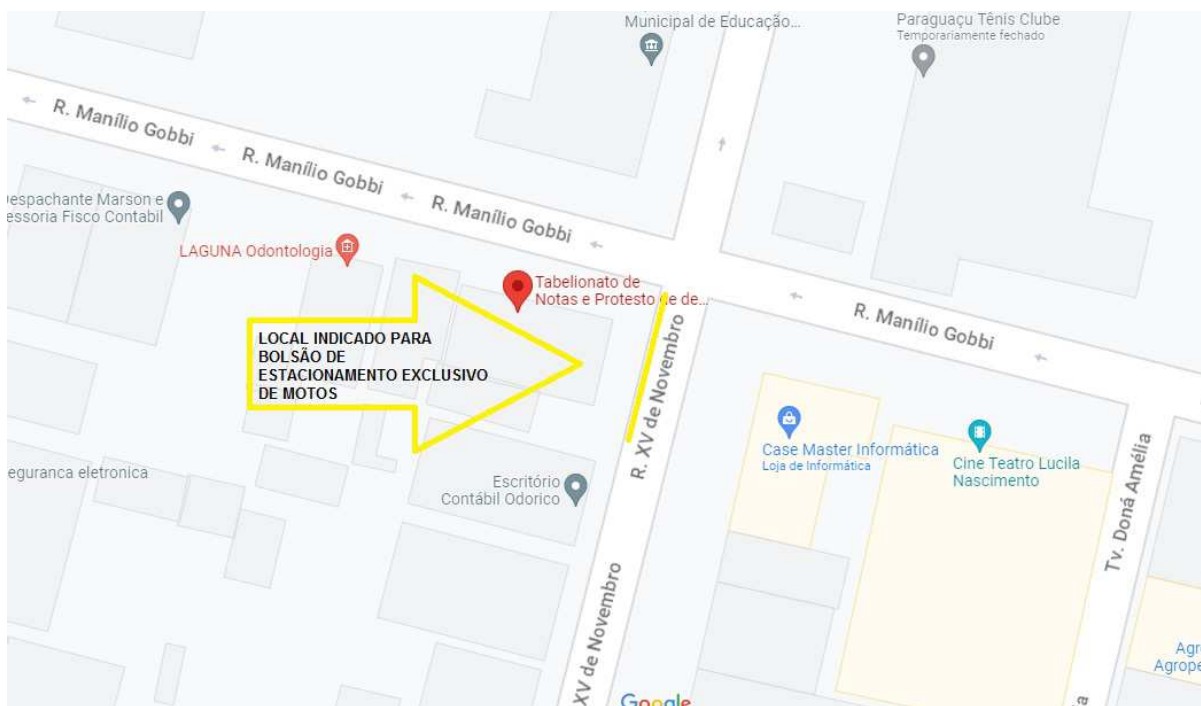 Municipal de Educação...
Paraguaçu Tênis Clube
Temporariamente fechado
R. Manílio Gobbi
R. Manílio Gobbi
R. Manílio Gobbi
R. Manílio Gobbi
espachante Marson e
essoria Fisco Contabil
LAGUNA Odontologia
Tabelionato de
Notas e Protesto de de...
LOCAL INDICADO PARA
BOLSÃO DE
ESTACIONAMENTO EXCLUSIVO
DE MOTOS
R. XV de Novembro
Case Master Informática
Loja de Informática
Cine Teatro Lucila
Nascimento
Tv. Doná Amélia
eguranca eletronica
Escritório
Contábil Odorico
XV de Novembro
Agr
Agrope
a
Google